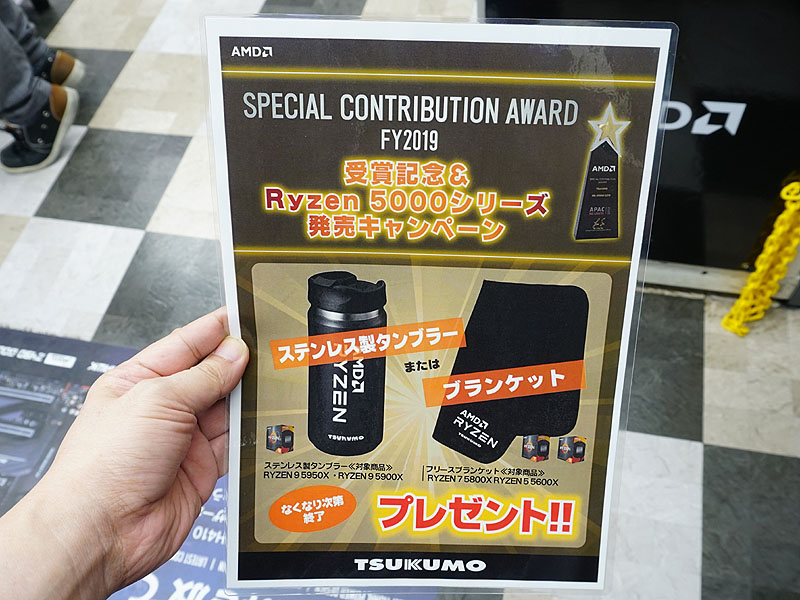 AMD
SPECIAL CONTRIBUTION AWARD
FY2019
受賞記念&
Ryzen 5000シリーズ
発売キャンペーン
AMD
APAC
AMD
ステンレス製タンブラー
または
ブランケット
AMD
RYZEN
TSUKUMO
AMD
RYZEN
TSUKUMO
ステンレス製タンブラー≪対象商品≫
RYZEN 9 5950X ・RYZEN 9 5900X
フリースブランケット≪対象商品≫
RYZEN 7 5800X RYZEN 5 5600X
なくなり次第
終了
プレゼント!!
TSUKUMO
H410